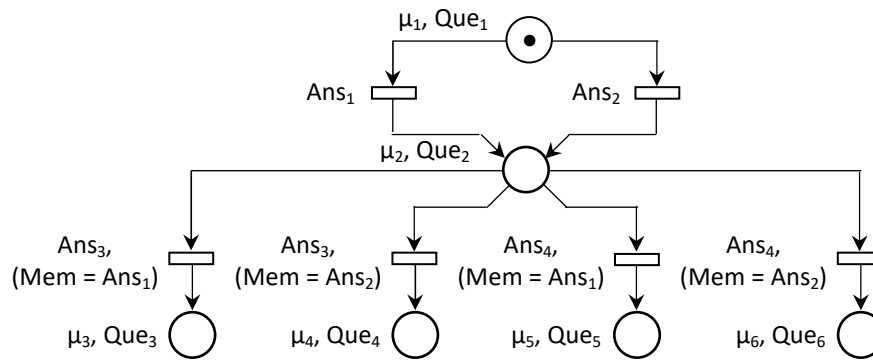 μ₁, Que₁
Ans₁
Ans₂
μ₂, Que₂
Ans₃,
(Mem = Ans₁)
Ans₃,
(Mem = Ans₂)
Ans₄,
(Mem = Ans₁)
Ans₄,
(Mem = Ans₂)
μ₃, Que₃
μ₄, Que₄
μ₅, Que₅
μ₆, Que₆